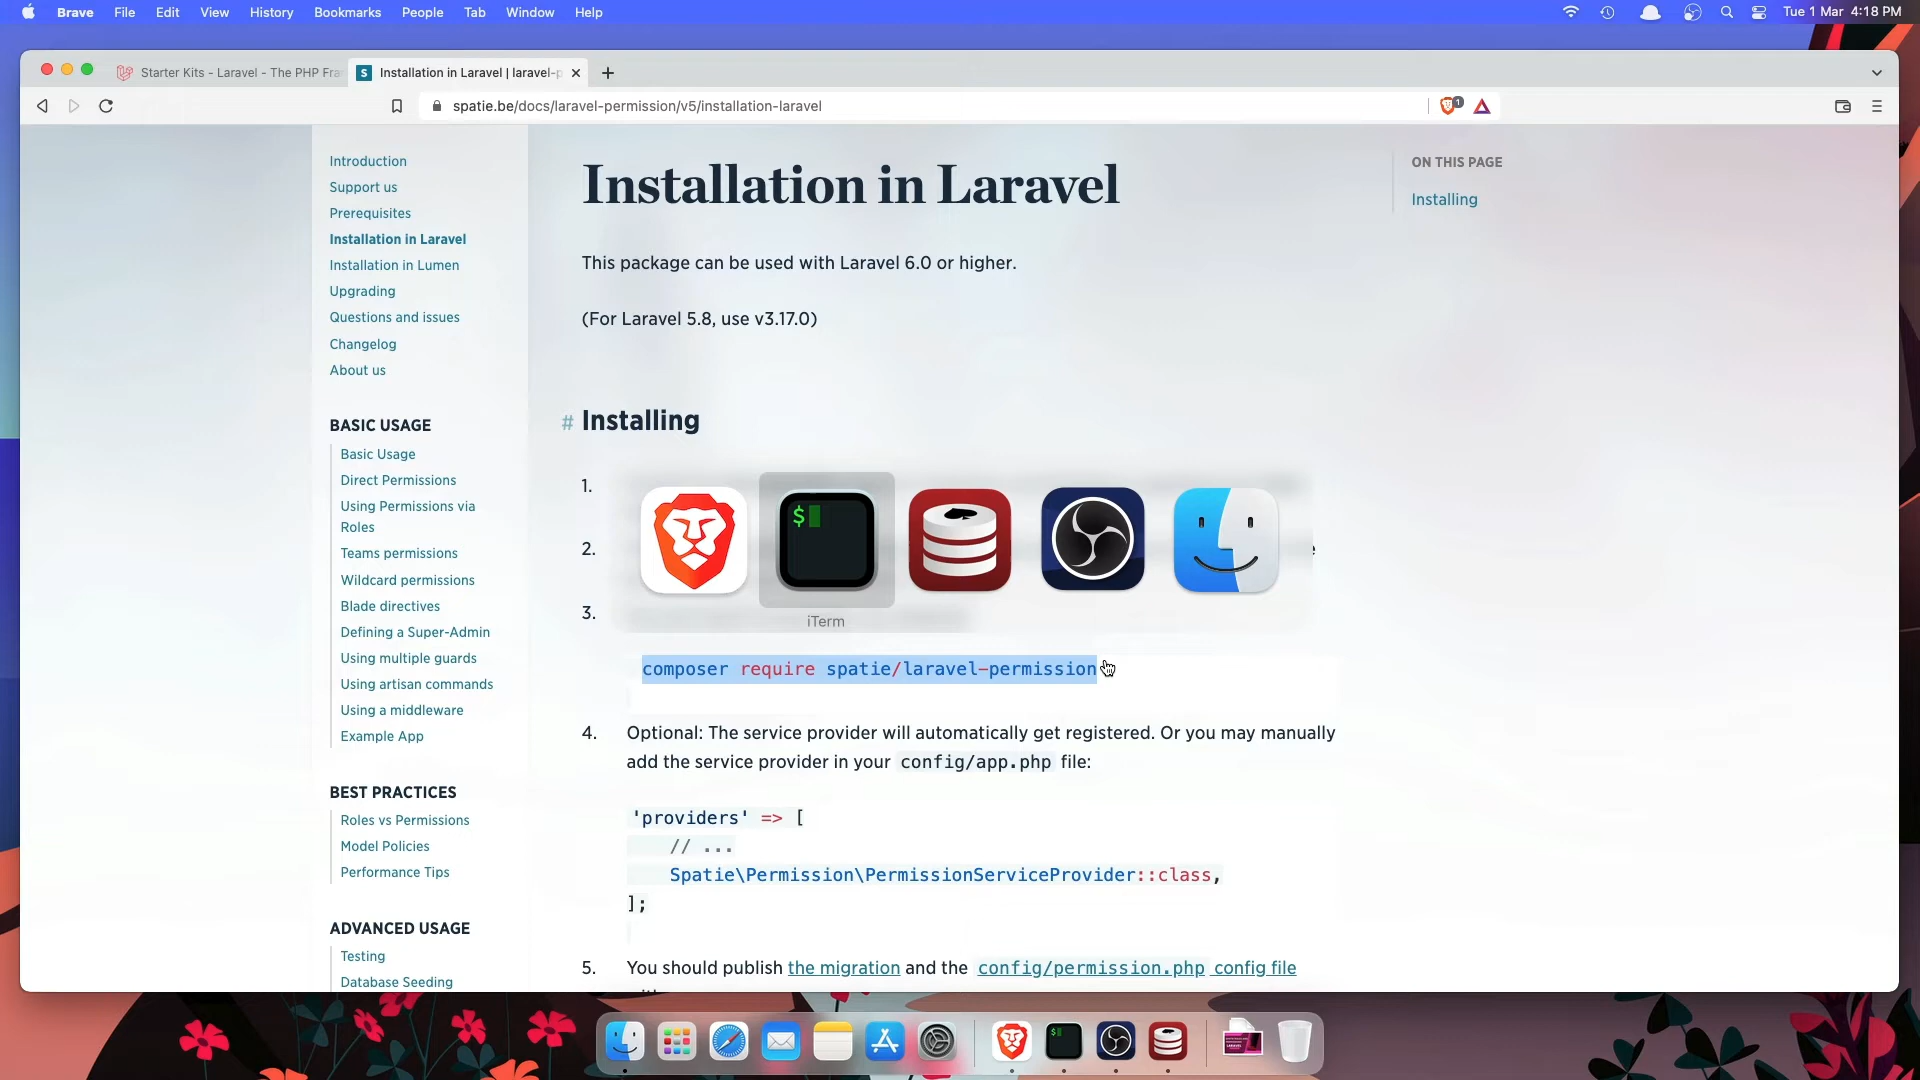 Brave File Edit View History Bookmarks People Tab Window Help
Tue 1 Mar 4:18 PM
Starter Kits - Laravel - The PHP Fra
S Installation in Laravel | laravel-p
spatie.be/docs/laravel-permission/v5/installation-laravel
1
Introduction
Support us
Prerequisites
Installation in Laravel
Installation in Lumen
Upgrading
Questions and issues
Changelog
About us
BASIC USAGE
Basic Usage
Direct Permissions
Using Permissions via
Roles
Teams permissions
Wildcard permissions
Blade directives
Defining a Super-Admin
Using multiple guards
Using artisan commands
Using a middleware
Example App
BEST PRACTICES
Roles vs Permissions
Model Policies
Performance Tips
ADVANCED USAGE
Testing
Database Seeding
Installation in Laravel
This package can be used with Laravel 6.0 or higher.
(For Laravel 5.8, use v3.17.0)
# Installing
1.
2.
3.
$
iTerm
composer require spatie/laravel-permission
4. Optional: The service provider will automatically get registered. Or you may manually
add the service provider in your config/app.php file:
'providers' => [
// ...
Spatie\Permission\PermissionServiceProvider::class,
];
5. You should publish the migration and the config/permission.php config file
ON THIS PAGE
Installing